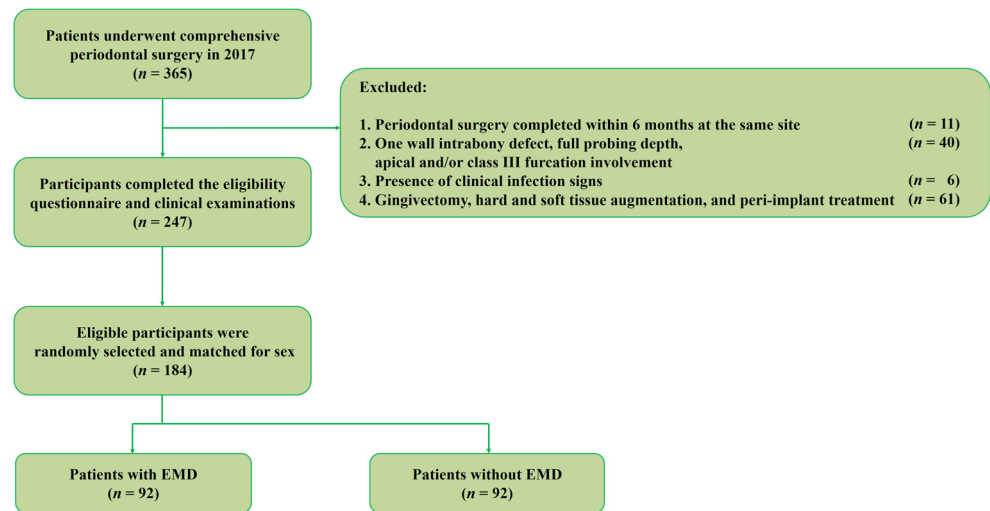 Patients underwent comprehensive
periodontal surgery in 2017
(n = 365)
Excluded:
1. Periodontal surgery completed within 6 months at the same site (n = 11)
2. One wall intrabony defect, full probing depth, (n = 40)
apical and/or class III furcation involvement
3. Presence of clinical infection signs (n = 6)
4. Gingivectomy, hard and soft tissue augmentation, and peri-implant treatment (n = 61)
Participants completed the eligibility
questionnaire and clinical examinations
(n = 247)
Eligible participants were
randomly selected and matched for sex
(n = 184)
Patients with EMD
(n = 92)
Patients without EMD
(n = 92)